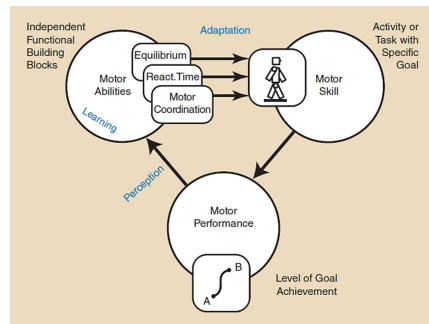 Independent
Functional
Building
Blocks
Adaptation
Activity or
Task with
Specific
Goal
Equilibrium
React.Time
Motor
Coordination
Motor
Abilities
Learning
Motor
Skill
Perception
Motor
Performance
A
B
Level of Goal
Achievement